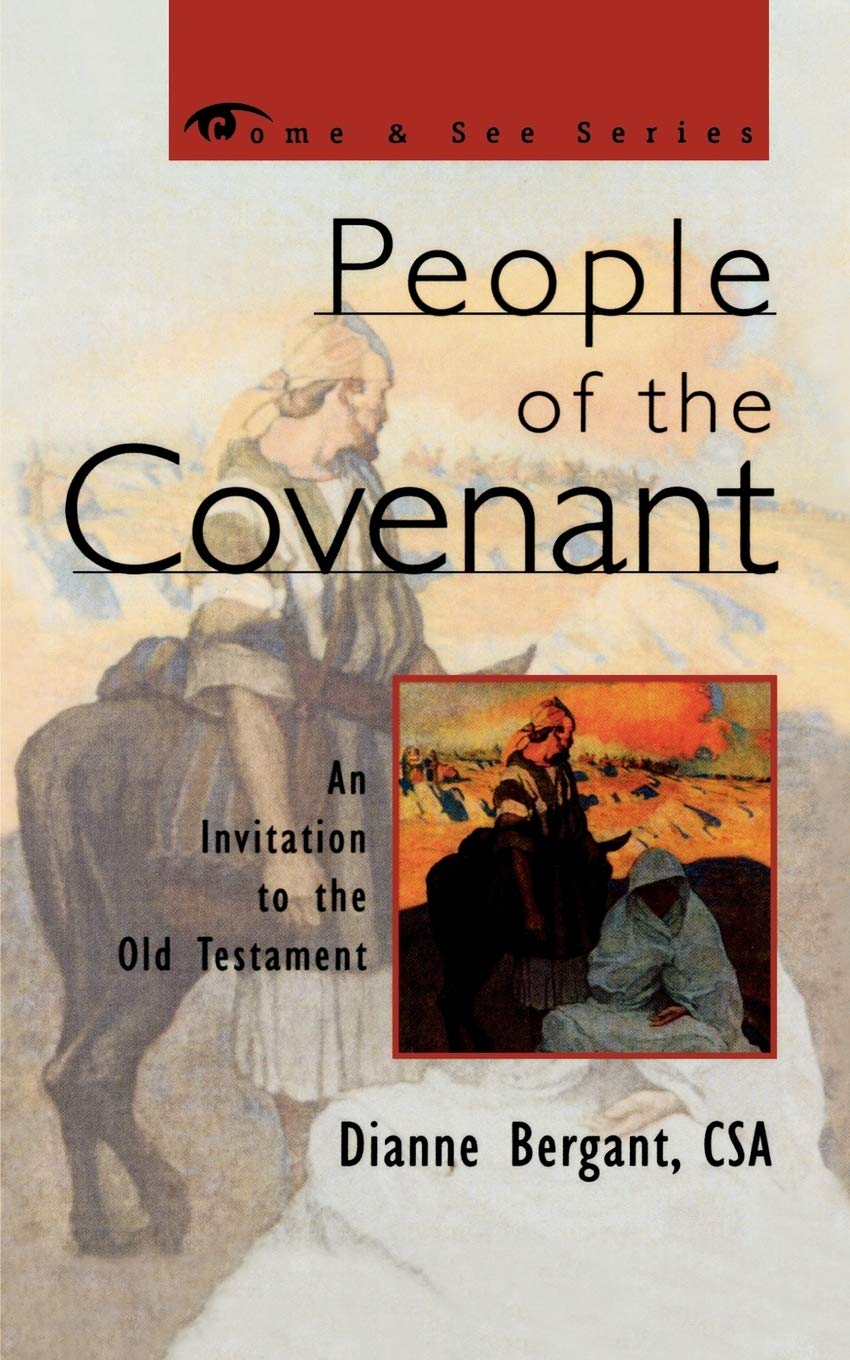 Come & See Series
People
of the
Covenant
An
Invitation
to the
Old Testament
Dianne Bergant, CSA